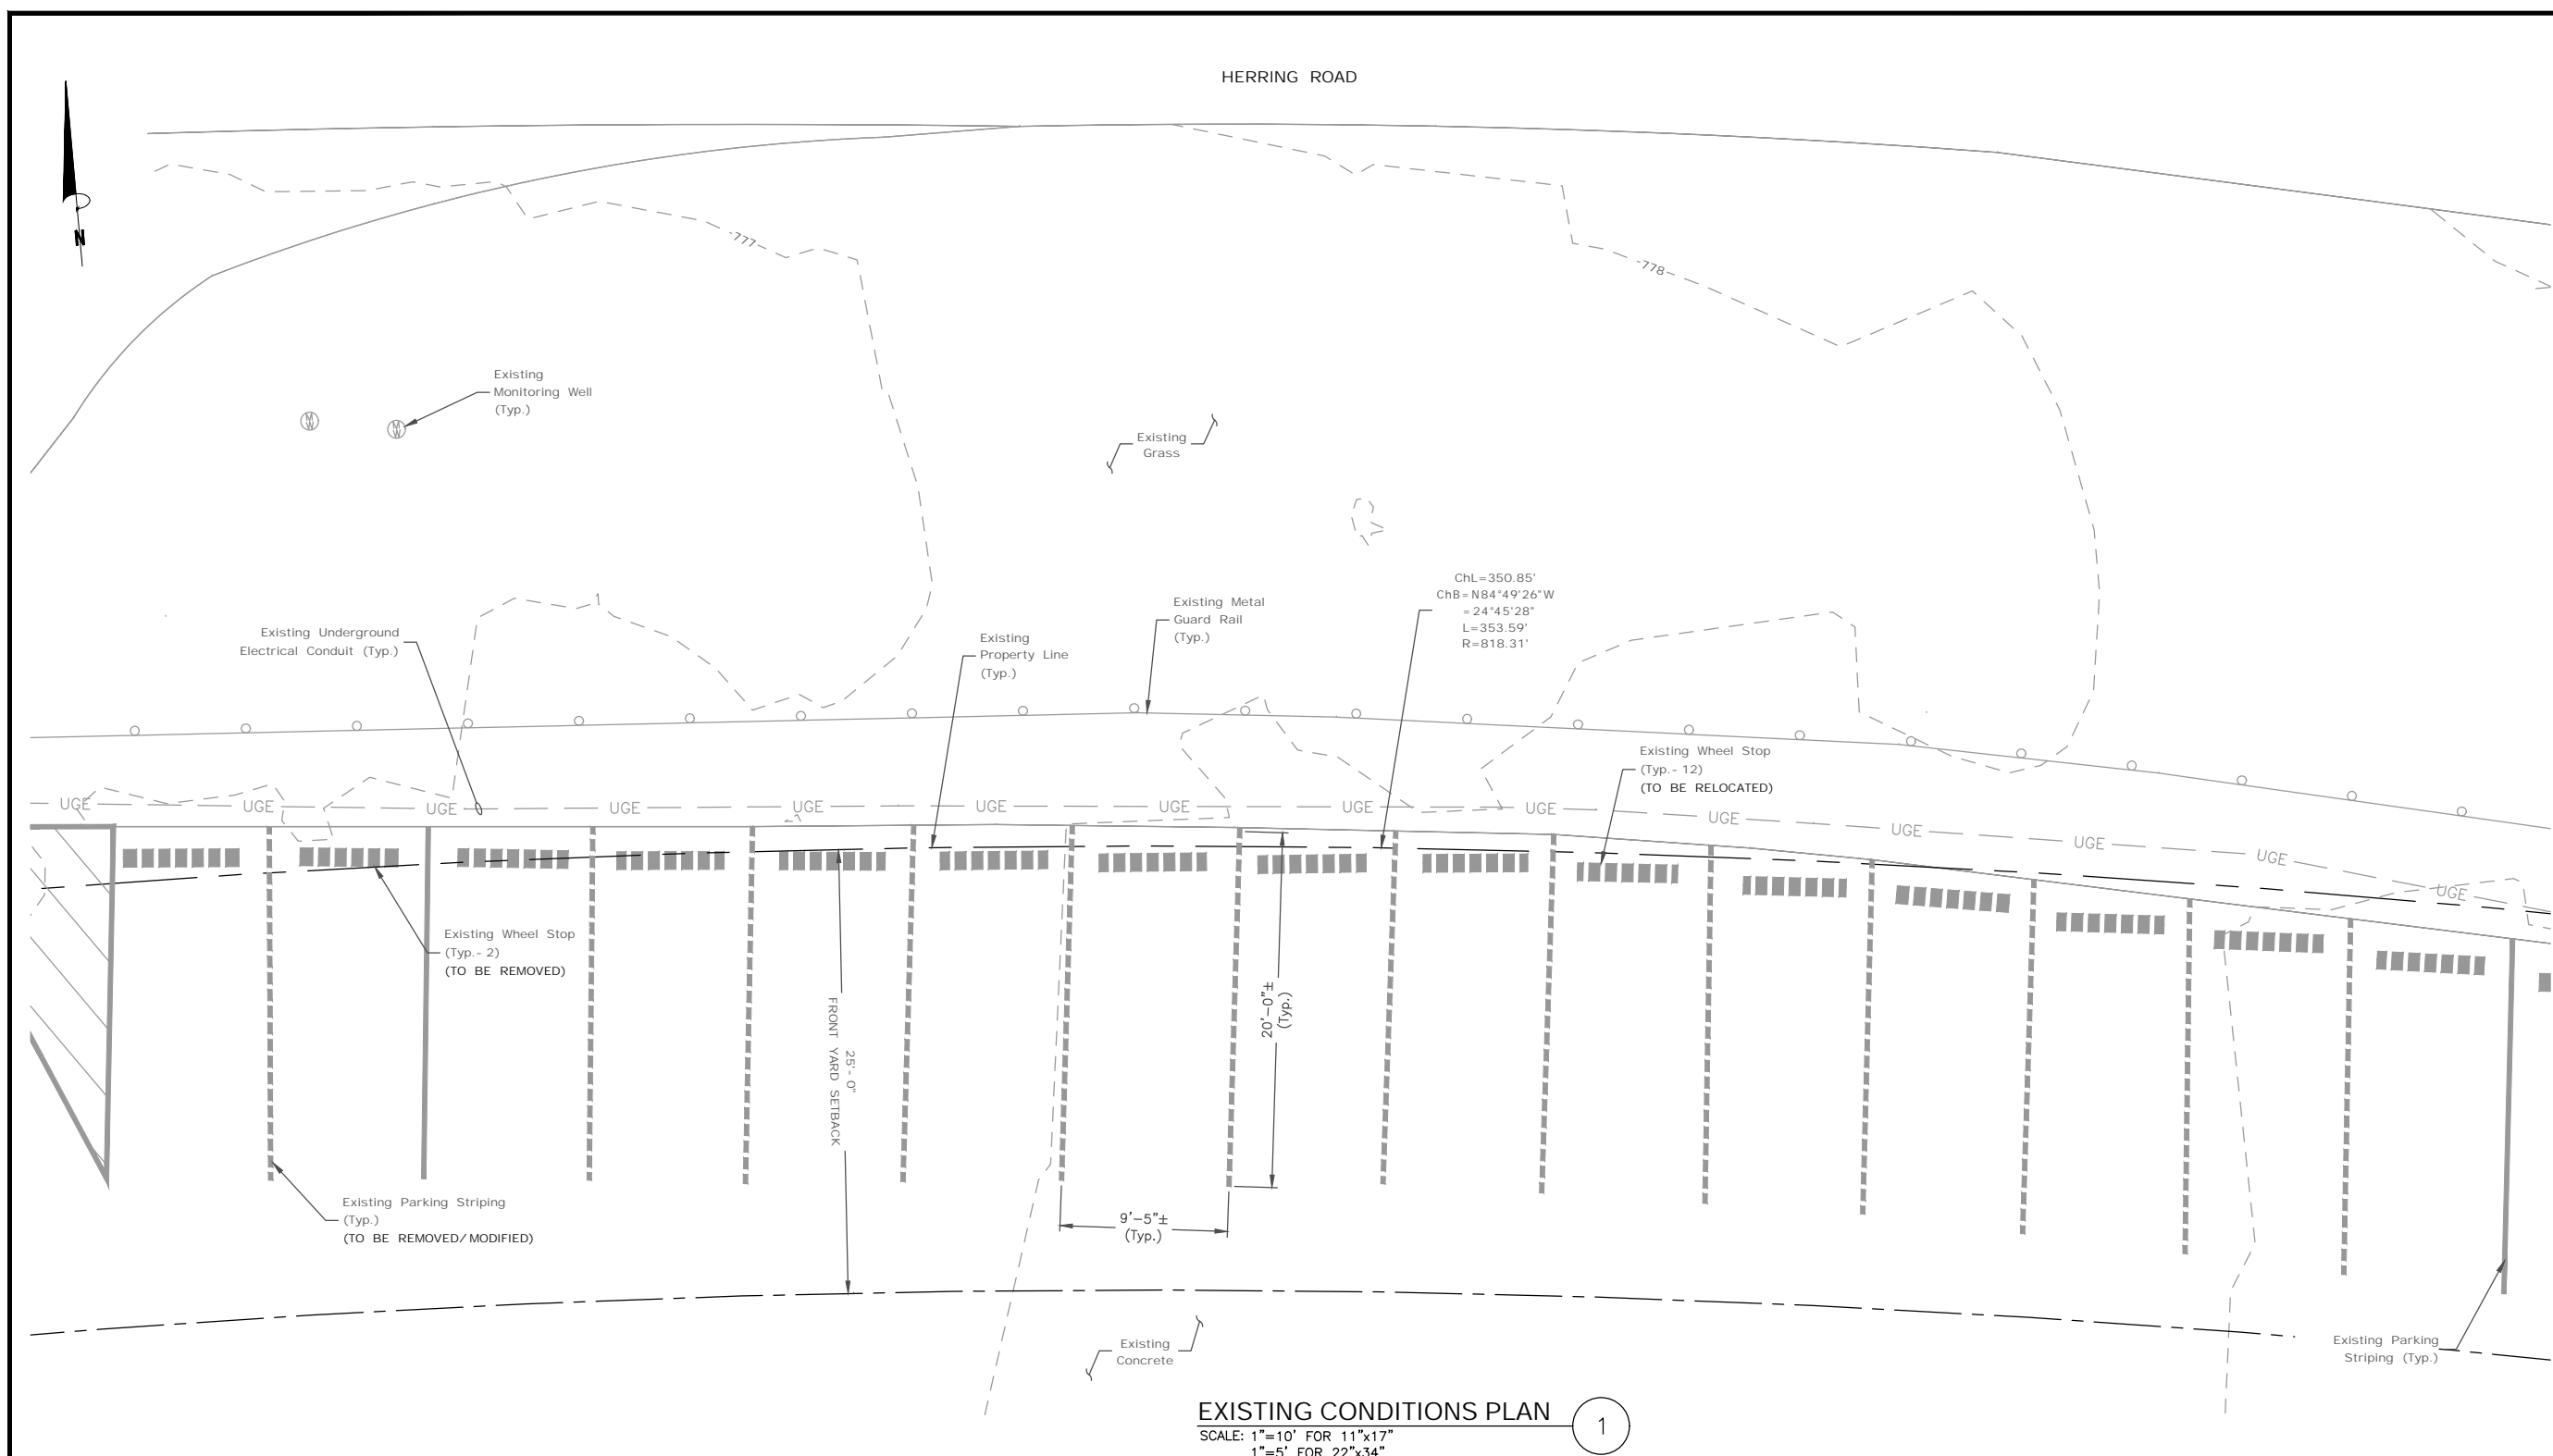 HERRING ROAD
N
777
778
Existing
Monitoring Well
(Typ.)
MW
MW
Existing
Grass
ChL=350.85'
ChB=N84°49'26"W
=24°45'28"
L=353.59'
R=818.31'
Existing Metal
Guard Rail
(Typ.)
Existing Underground
Electrical Conduit (Typ.)
Existing
Property Line
(Typ.)
Existing Wheel Stop
(Typ.-12)
(TO BE RELOCATED)
UGE UGE UGE UGE UGE UGE UGE UGE UGE UGE UGE UGE UGE UGE
Existing Wheel Stop
(Typ.-2)
(TO BE REMOVED)
25'-0"
FRONT YARD SETBACK
20'-0"±
(Typ.)
Existing Parking Striping
(Typ.)
(TO BE REMOVED/MODIFIED)
9'-5"±
(Typ.)
Existing
Concrete
Existing Parking
Striping (Typ.)
EXISTING CONDITIONS PLAN
1
SCALE: 1"=10' FOR 11"x17"
1"=5' FOR 22"x34"